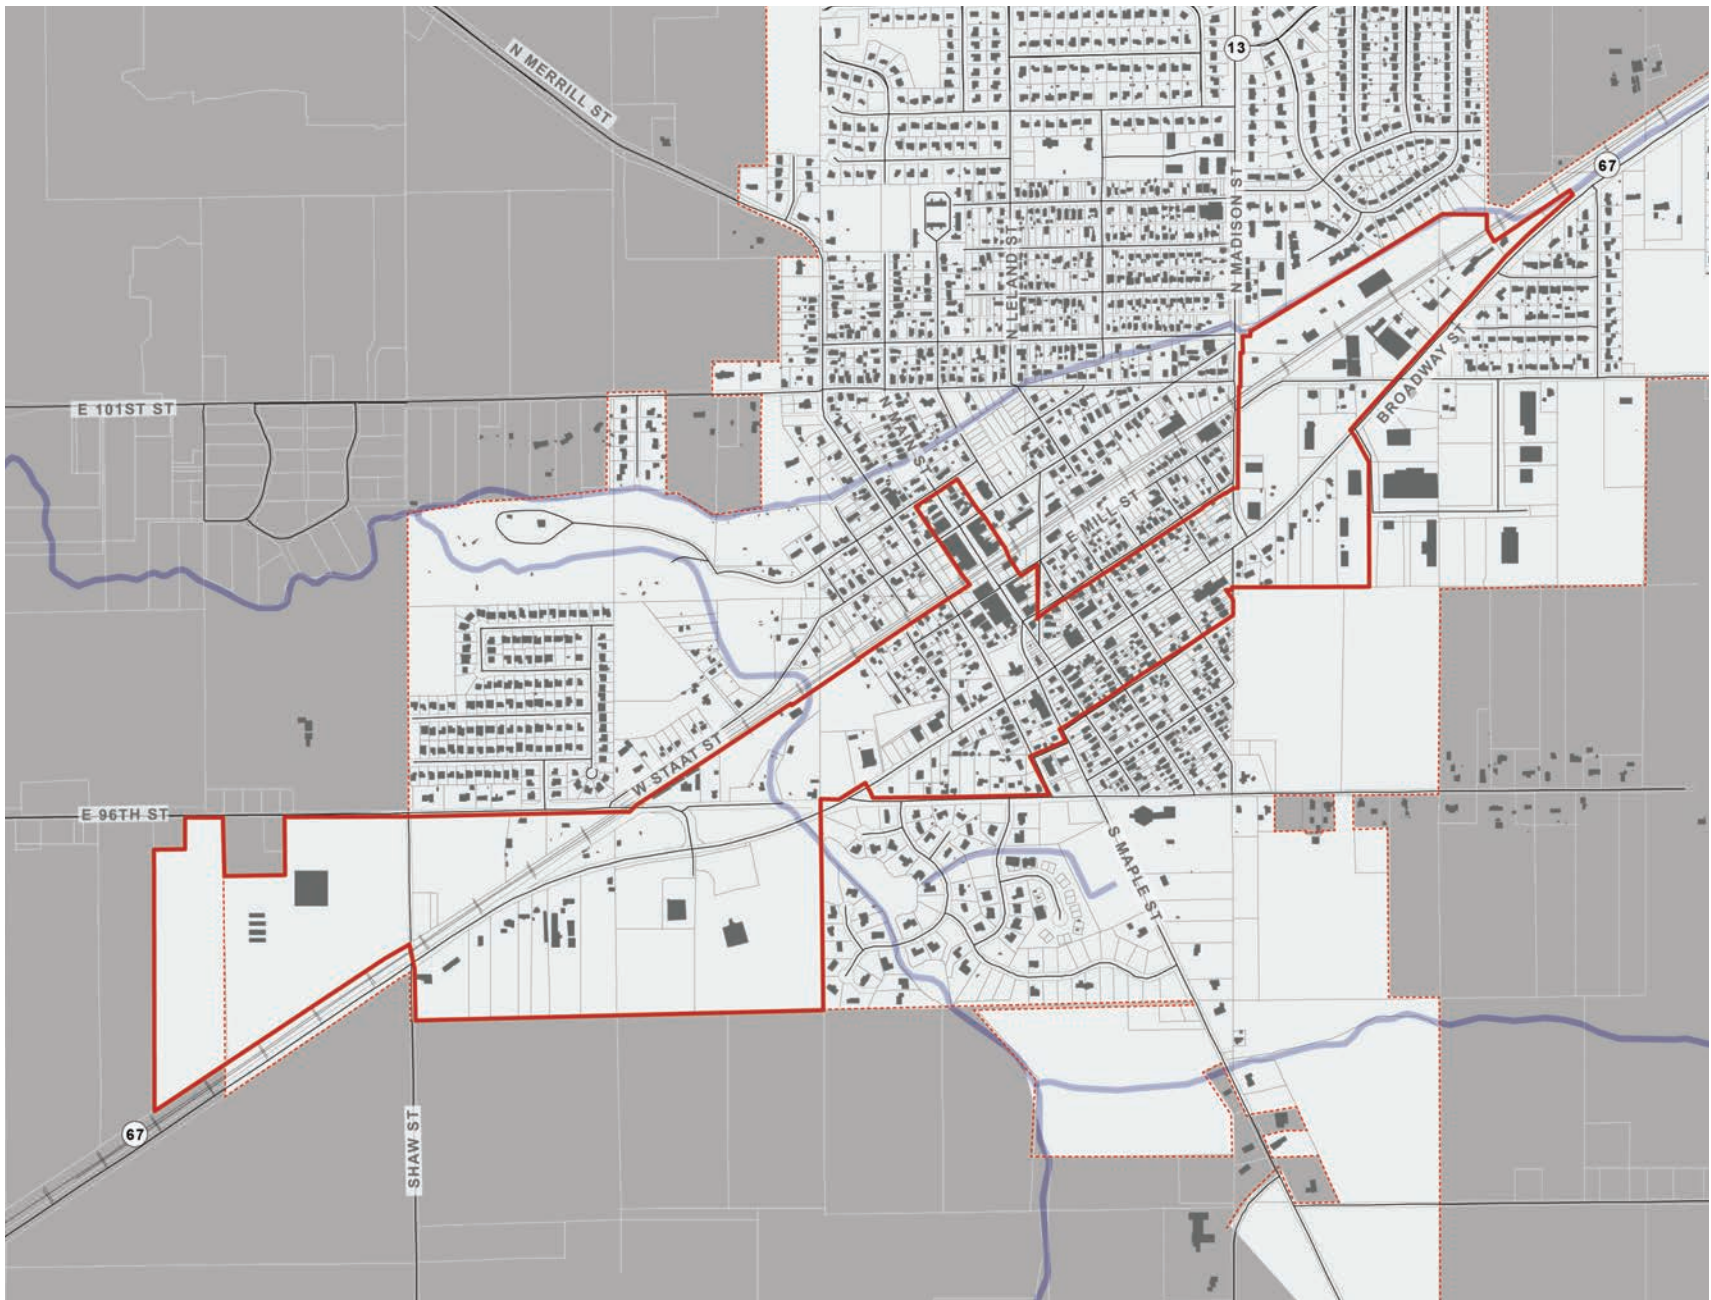 13
N MERRILL ST
67
N MADISON ST
N LELAND ST
BROADWAY ST
E 101ST ST
N MAIN ST
E MILL ST
W STAAT ST
E 96TH ST
S MAPLE ST
67
SHAW ST